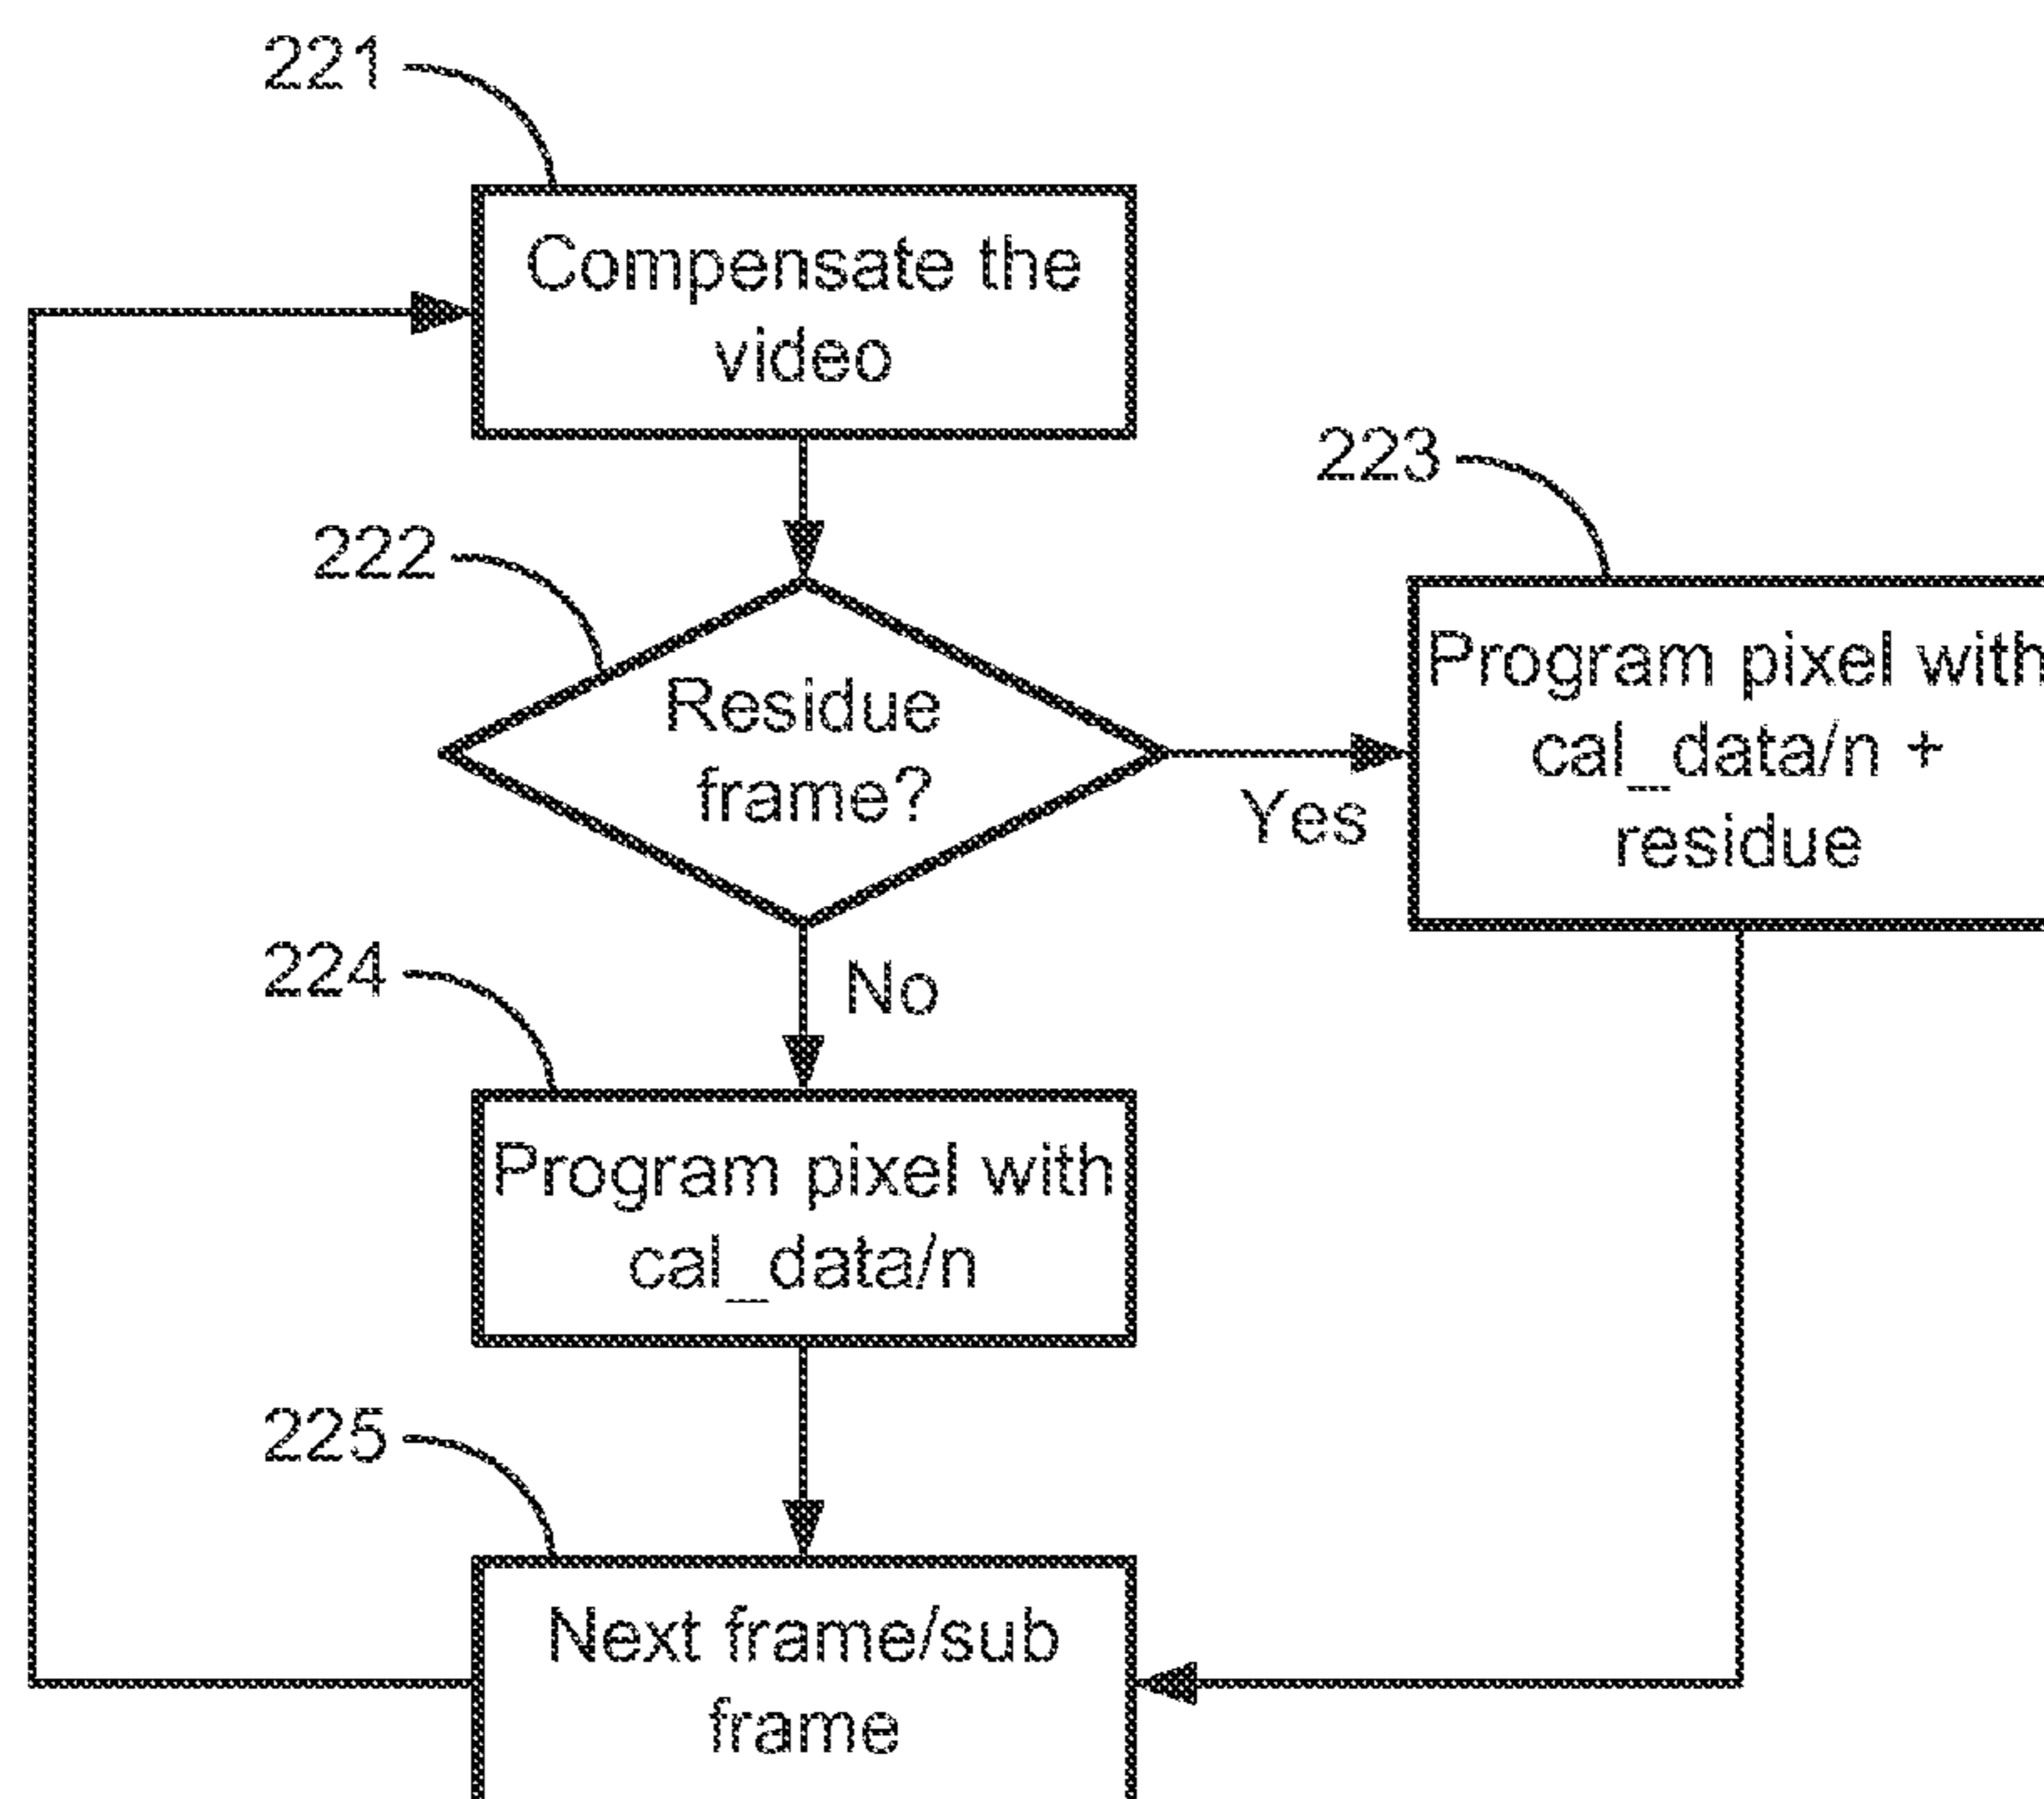 221
Compensate the
video
222
Residue
frame?
Yes
223
Program pixel with
cal_data/n +
residue
No
224
Program pixel with
cal_data/n
225
Next frame/sub
frame